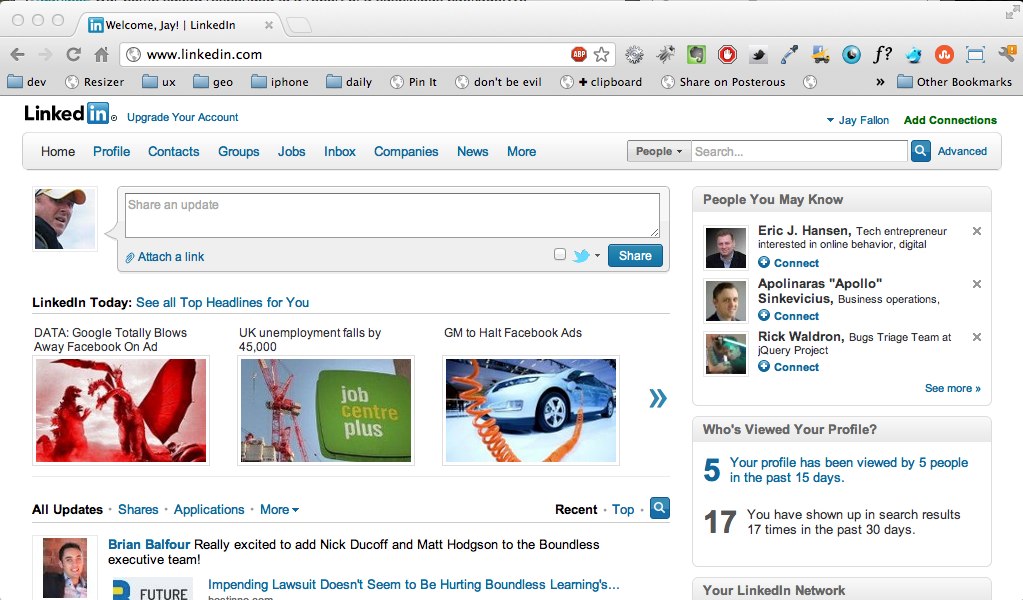 Welcome, Jay! | LinkedIn
www.linkedin.com
ABP
f?
dev
Resizer
ux
geo
iphone
daily
Pin It
don't be evil
+ clipboard
Share on Posterous
»
Other Bookmarks
Linked in
Upgrade Your Account
Jay Fallon
Add Connections
Home
Profile
Contacts
Groups
Jobs
Inbox
Companies
News
More
People
Search...
Advanced
Share an update
Attach a link
Share
LinkedIn Today: See all Top Headlines for You
DATA: Google Totally Blows
Away Facebook On Ad
UK unemployment falls by
45,000
GM to Halt Facebook Ads
job
centre
plus
All Updates · Shares · Applications · More
Recent · Top ·
Brian Balfour Really excited to add Nick Ducoff and Matt Hodgson to the Boundless
executive team!
FUTURE
Impending Lawsuit Doesn't Seem to Be Hurting Boundless Learning's...
People You May Know
Eric J. Hansen, Tech entrepreneur
interested in online behavior, digital
Connect
Apolinaras "Apollo"
Sinkevicius, Business operations,
Connect
Rick Waldron, Bugs Triage Team at
jQuery Project
Connect
See more »
Who's Viewed Your Profile?
5 Your profile has been viewed by 5 people
in the past 15 days.
17 You have shown up in search results
17 times in the past 30 days.
Your LinkedIn Network